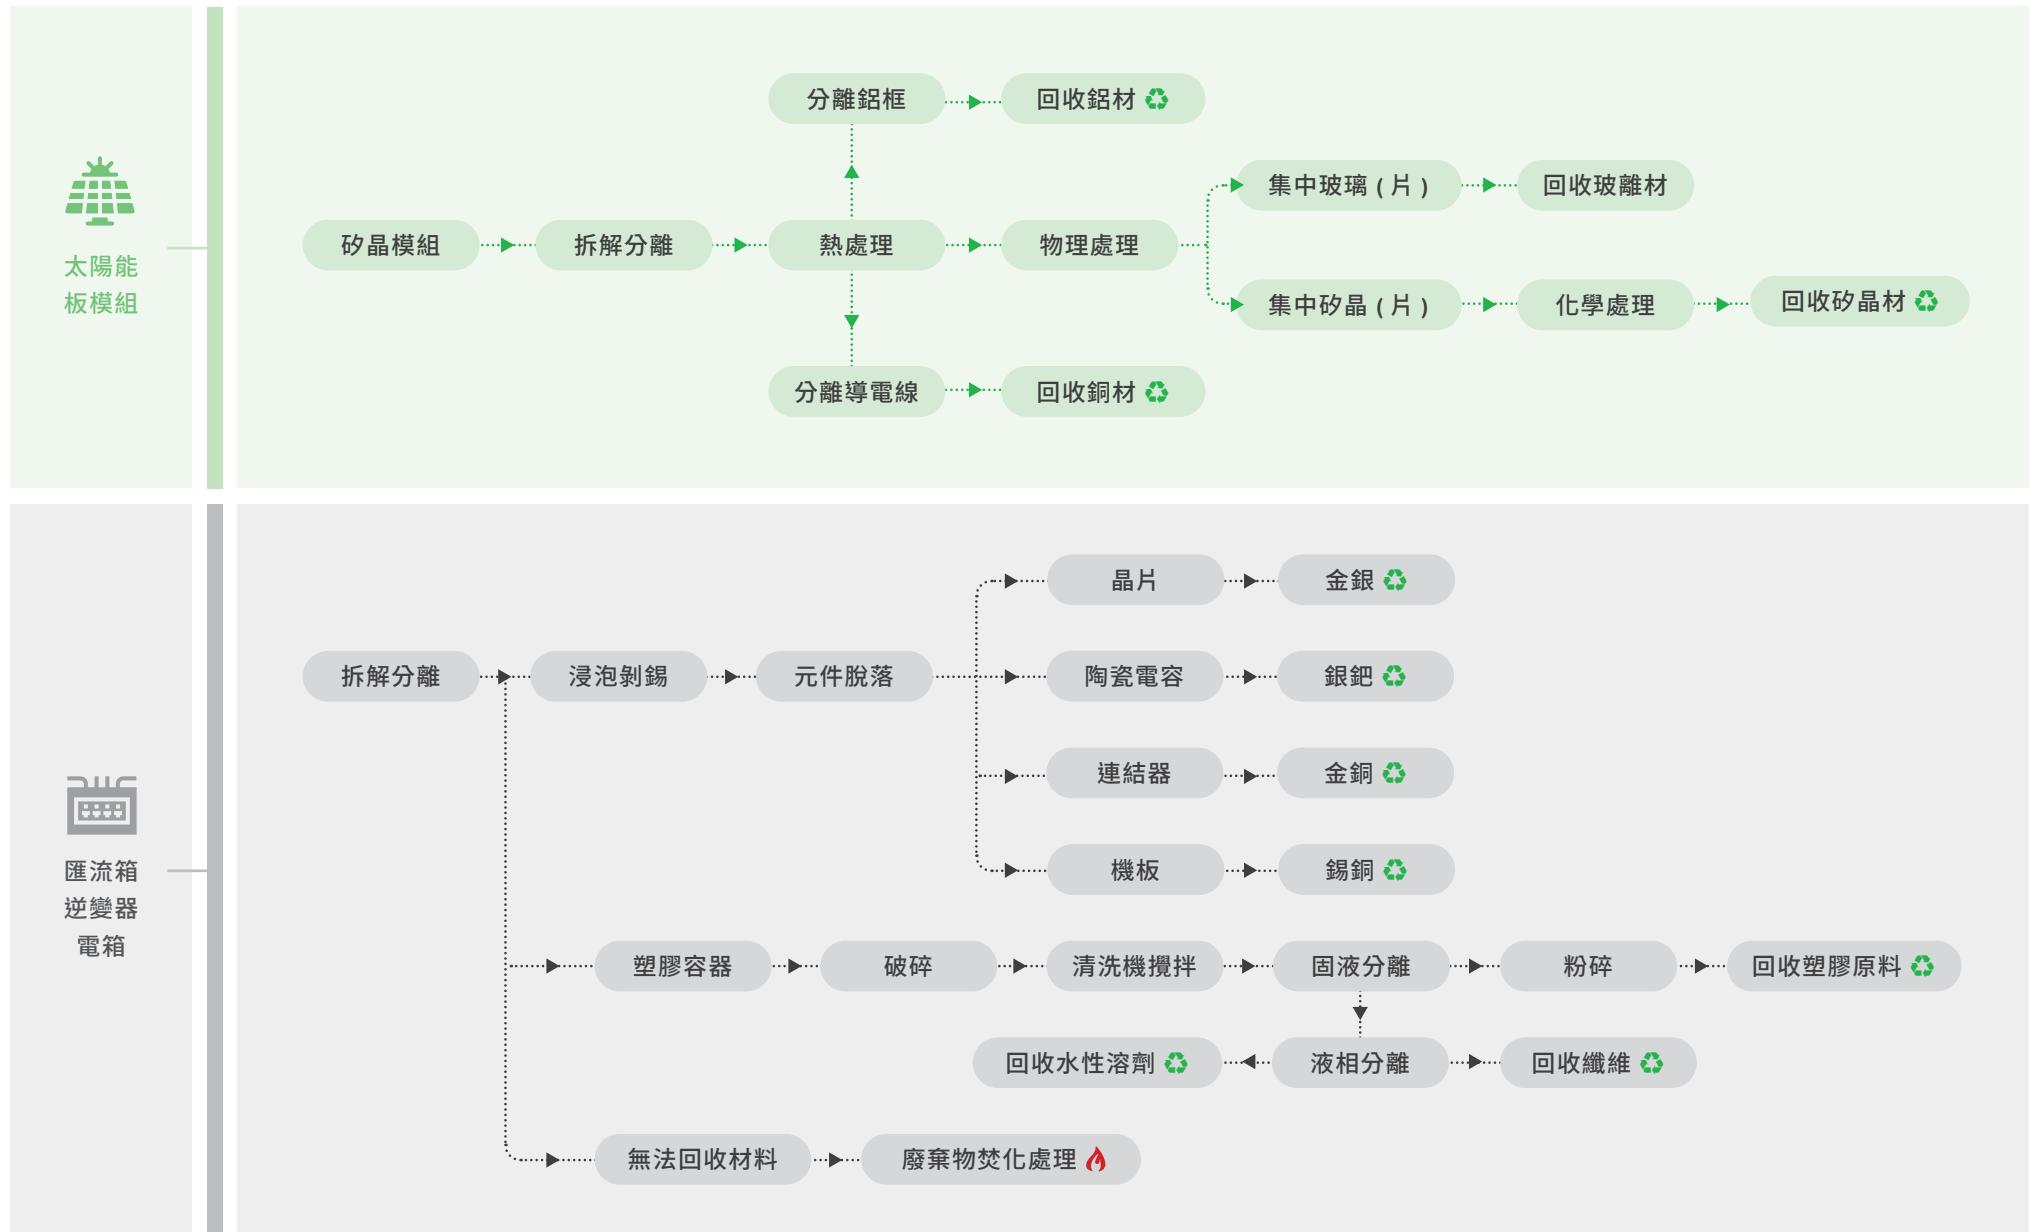 太陽能
板模組
分離鋁框
回收鋁材
集中玻璃 ( 片 )
回收玻離材
矽晶模組
拆解分離
熱處理
物理處理
集中矽晶 ( 片 )
化學處理
回收矽晶材
分離導電線
回收銅材
匯流箱
逆變器
電箱
晶片
金銀
拆解分離
浸泡剝錫
元件脫落
陶瓷電容
銀鈀
連結器
金銅
機板
錫銅
塑膠容器
破碎
清洗機攪拌
固液分離
粉碎
回收塑膠原料
回收水性溶劑
液相分離
回收纖維
無法回收材料
廢棄物焚化處理